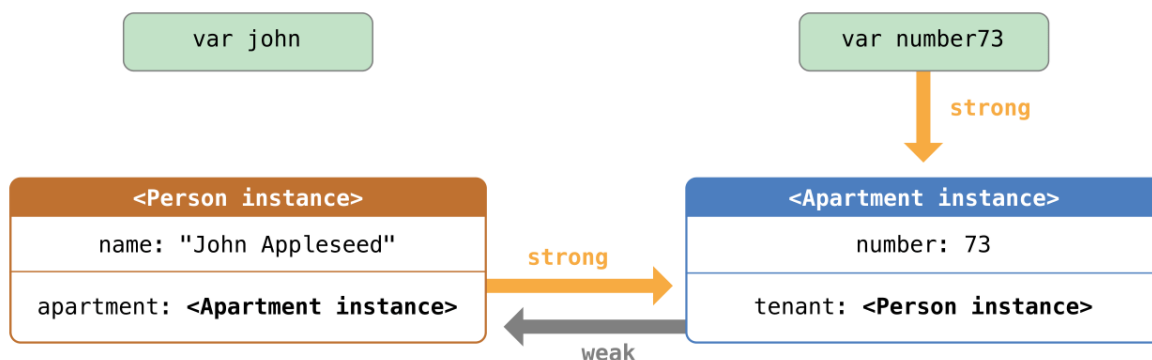 var john
var number73
strong
<Person instance>
name: "John Appleseed"
apartment: <Apartment instance>
strong
weak
<Apartment instance>
number: 73
tenant: <Person instance>